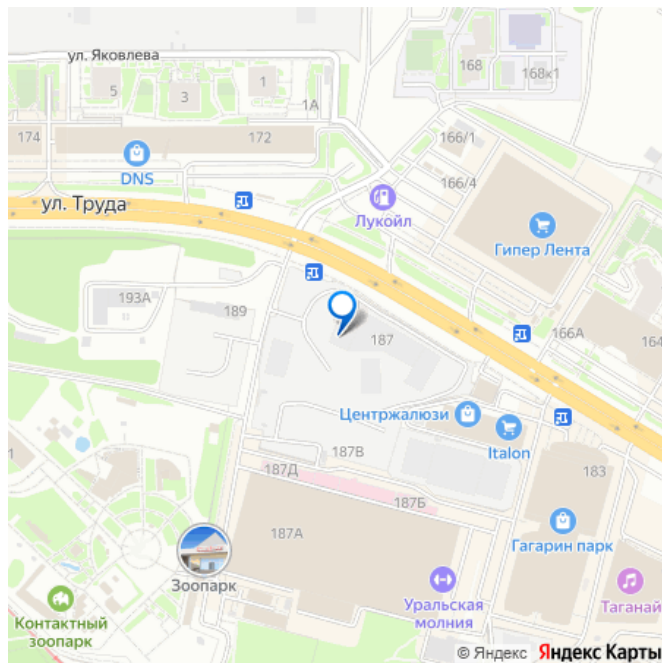 ул. Яковлева
168
168к1
5
3
1
1А
174
172
166/1
DNS
166/4
ул. Труда
Лукойл
Гипер Лента
193А
189
187
166А
164
Центржалюзи
Italon
187В
187Д
183
1
187Б
187А
Гагарин парк
Зоопарк
Уральская
молния
Таганай
Контактный
зоопарк
© Яндекс Яндекс Карты